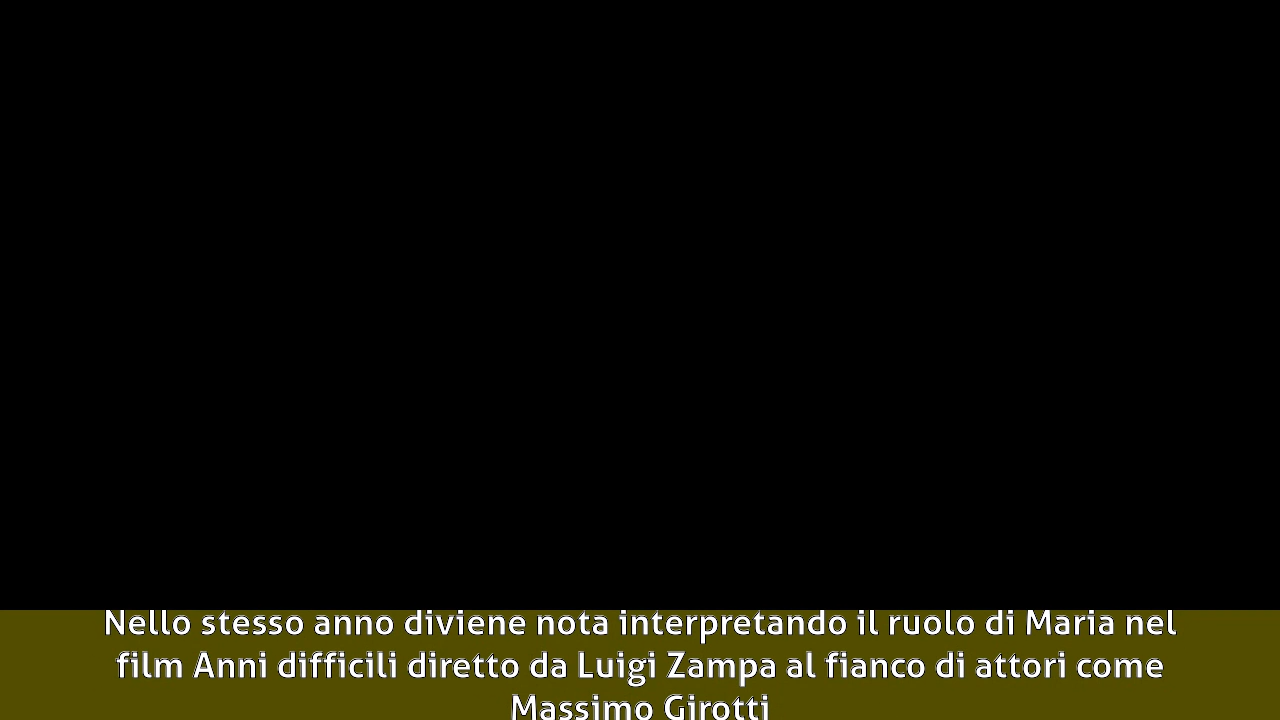 Nello stesso anno diviene nota interpretando il ruolo di Maria nel
film Anni difficili diretto da Luigi Zampa al fianco di attori come
Massimo Girotti